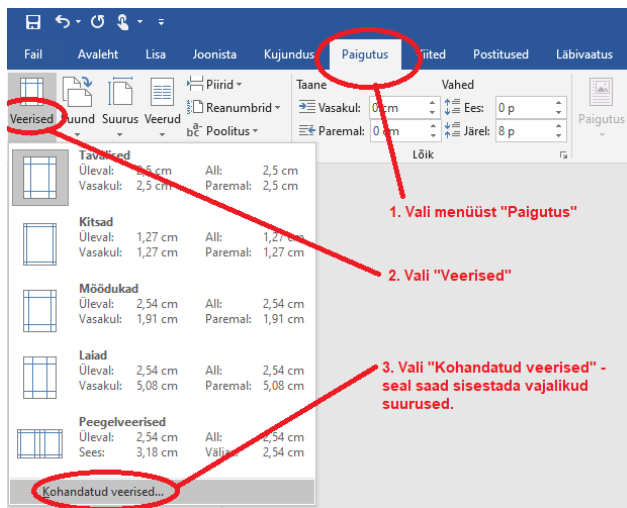 Fail Avaleht Lisa Joonista Kujundus Paigutus Viited Postitused Läbivaatus
Veerised Suund Suurus Veerud
Piirid
Reanumbrid
Poolitus
Taane
Vasakul: 0 cm
Paremal: 0 cm
Vahed
Ees: 0 p
Järel: 8 p
Lõik
Paigutus
Tavalised
Üleval: 2,5 cm All: 2,5 cm
Vasakul: 2,5 cm Paremal: 2,5 cm
Kitsad
Üleval: 1,27 cm All: 1,27 cm
Vasakul: 1,27 cm Paremal: 1,27 cm
Möödukad
Üleval: 2,54 cm All: 2,54 cm
Vasakul: 1,91 cm Paremal: 1,91 cm
Laiad
Üleval: 2,54 cm All: 2,54 cm
Vasakul: 5,08 cm Paremal: 5,08 cm
Peegelveerised
Üleval: 2,54 cm All: 2,54 cm
Sees: 3,18 cm Väljas: 2,54 cm
Kohandatud veerised...
1. Vali menüüst "Paigutus"
2. Vali "Veerised"
3. Vali "Kohandatud veerised" -
seal saad sisestada vajalikud
suurused.